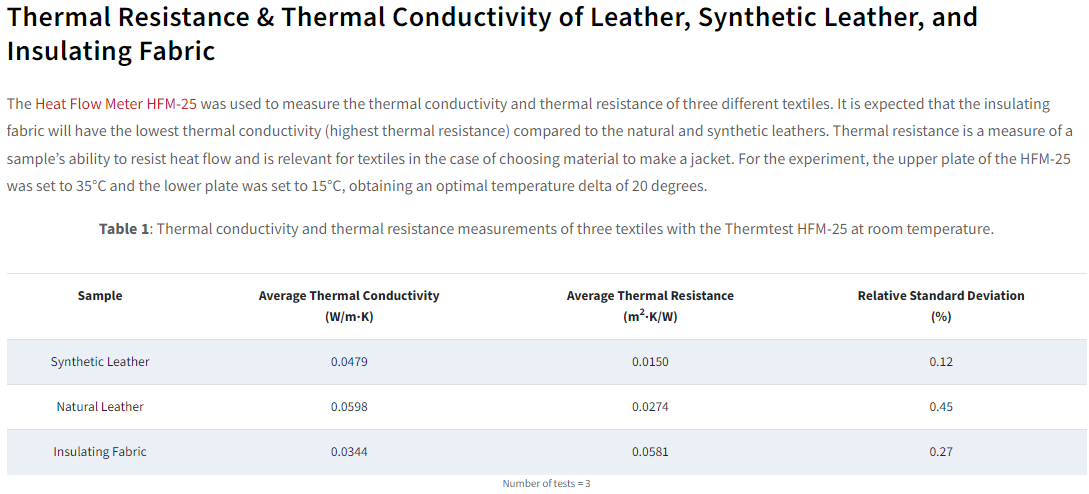 Thermal Resistance & Thermal Conductivity of Leather, Synthetic Leather, and
Insulating Fabric
The Heat Flow Meter HFM-25 was used to measure the thermal conductivity and thermal resistance of three different textiles. It is expected that the insulating
fabric will have the lowest thermal conductivity (highest thermal resistance) compared to the natural and synthetic leathers. Thermal resistance is a measure of a
sample’s ability to resist heat flow and is relevant for textiles in the case of choosing material to make a jacket. For the experiment, the upper plate of the HFM-25
was set to 35°C and the lower plate was set to 15°C, obtaining an optimal temperature delta of 20 degrees.
Table 1: Thermal conductivity and thermal resistance measurements of three textiles with the Thermtest HFM-25 at room temperature.
Sample Average Thermal Conductivity Average Thermal Resistance Relative Standard Deviation
(W/m·K) (m²·K/W) (%)
Synthetic Leather 0.0479 0.0150 0.12
Natural Leather 0.0598 0.0274 0.45
Insulating Fabric 0.0344 0.0581 0.27
Number of tests = 3